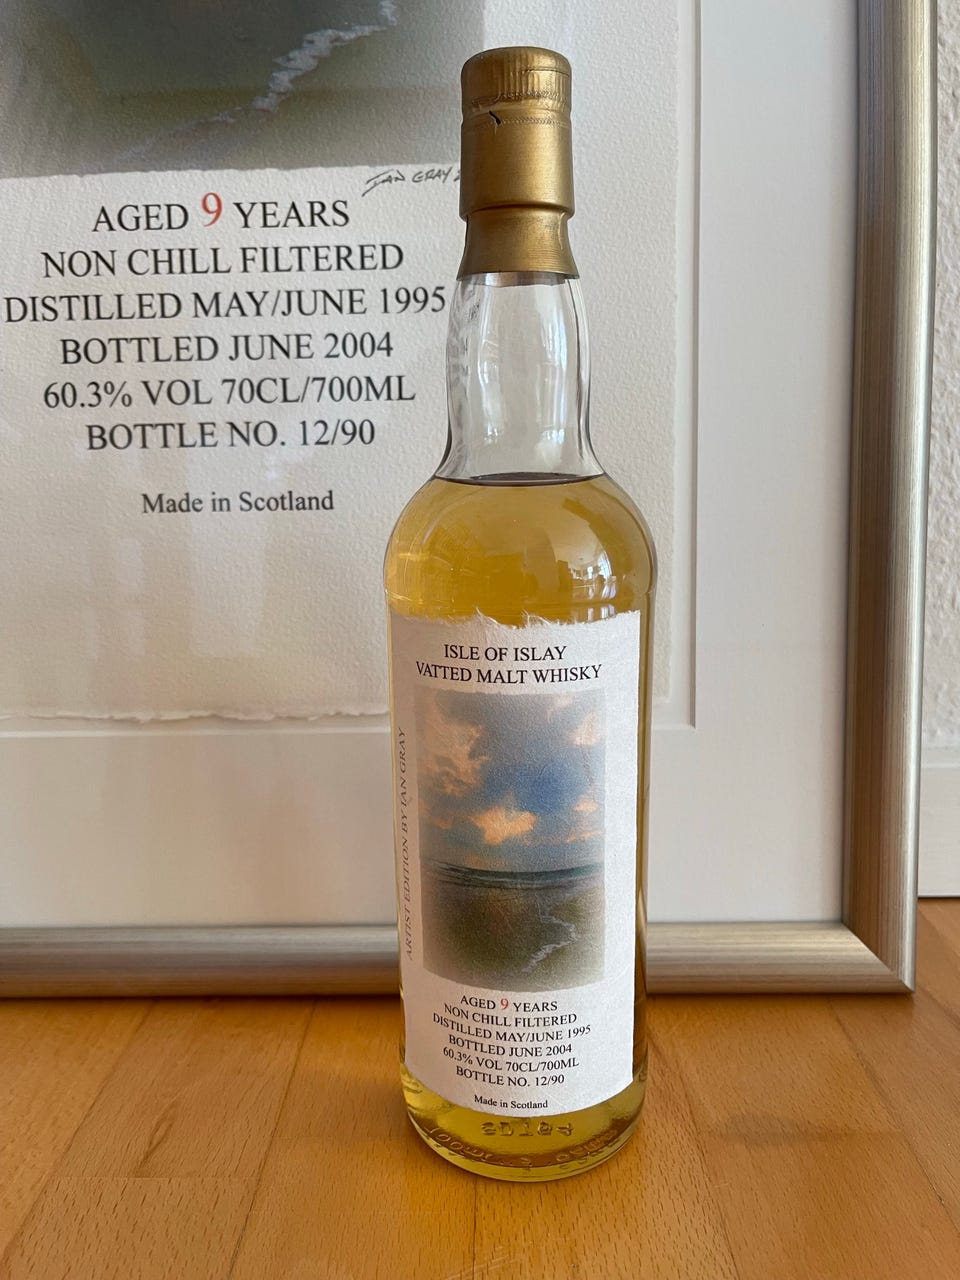 IAN GRAY
AGED 9 YEARS
NON CHILL FILTERED
DISTILLED MAY/JUNE 1995
BOTTLED JUNE 2004
60.3% VOL 70CL/700ML
BOTTLE NO. 12/90
Made in Scotland
ISLE OF ISLAY
VATTED MALT WHISKY
ARTIST EDITION BY IAN GRAY
AGED 9 YEARS
NON CHILL FILTERED
DISTILLED MAY/JUNE 1995
BOTTLED JUNE 2004
60.3% VOL 70CL/700ML
BOTTLE NO. 12/90
Made in Scotland